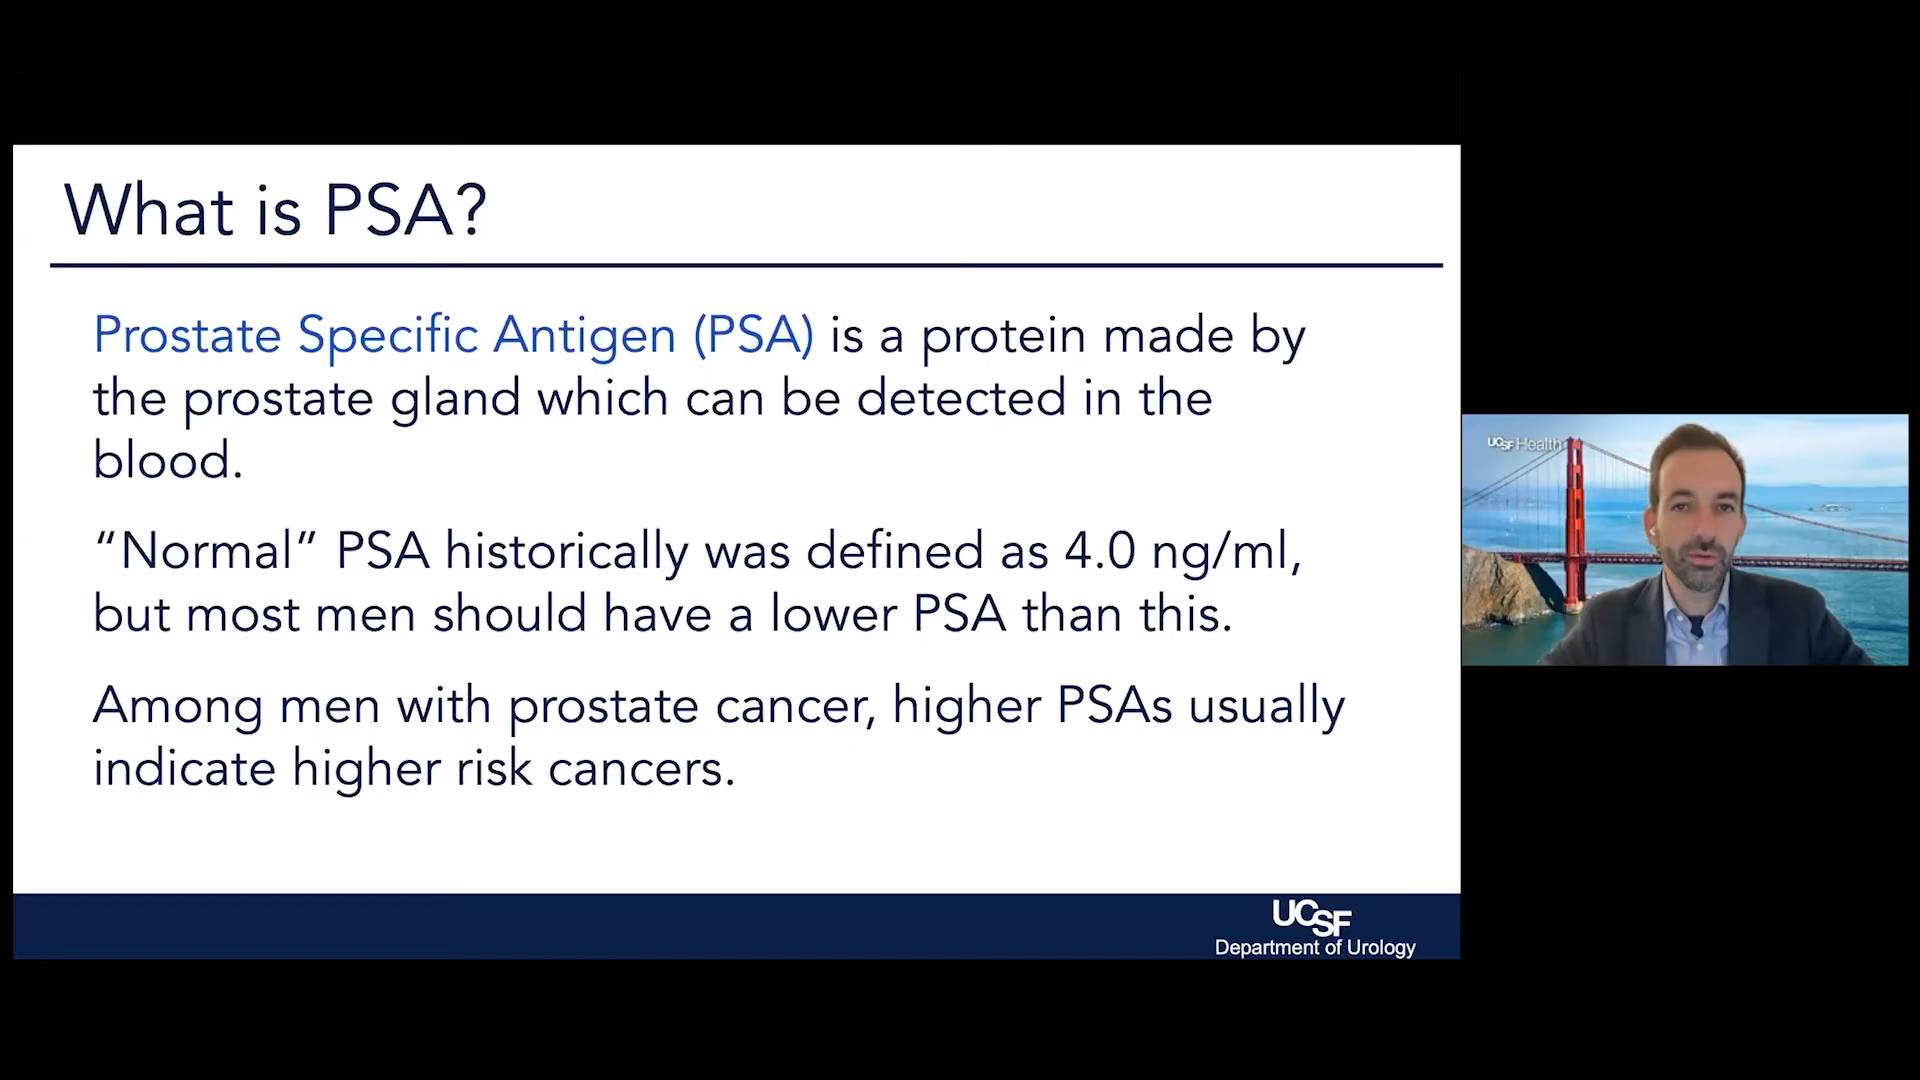 What is PSA?
Prostate Specific Antigen (PSA) is a protein made by
the prostate gland which can be detected in the
blood.
“Normal” PSA historically was defined as 4.0 ng/ml,
but most men should have a lower PSA than this.
Among men with prostate cancer, higher PSAs usually
indicate higher risk cancers.
UCSF
Department of Urology
UCSF Health